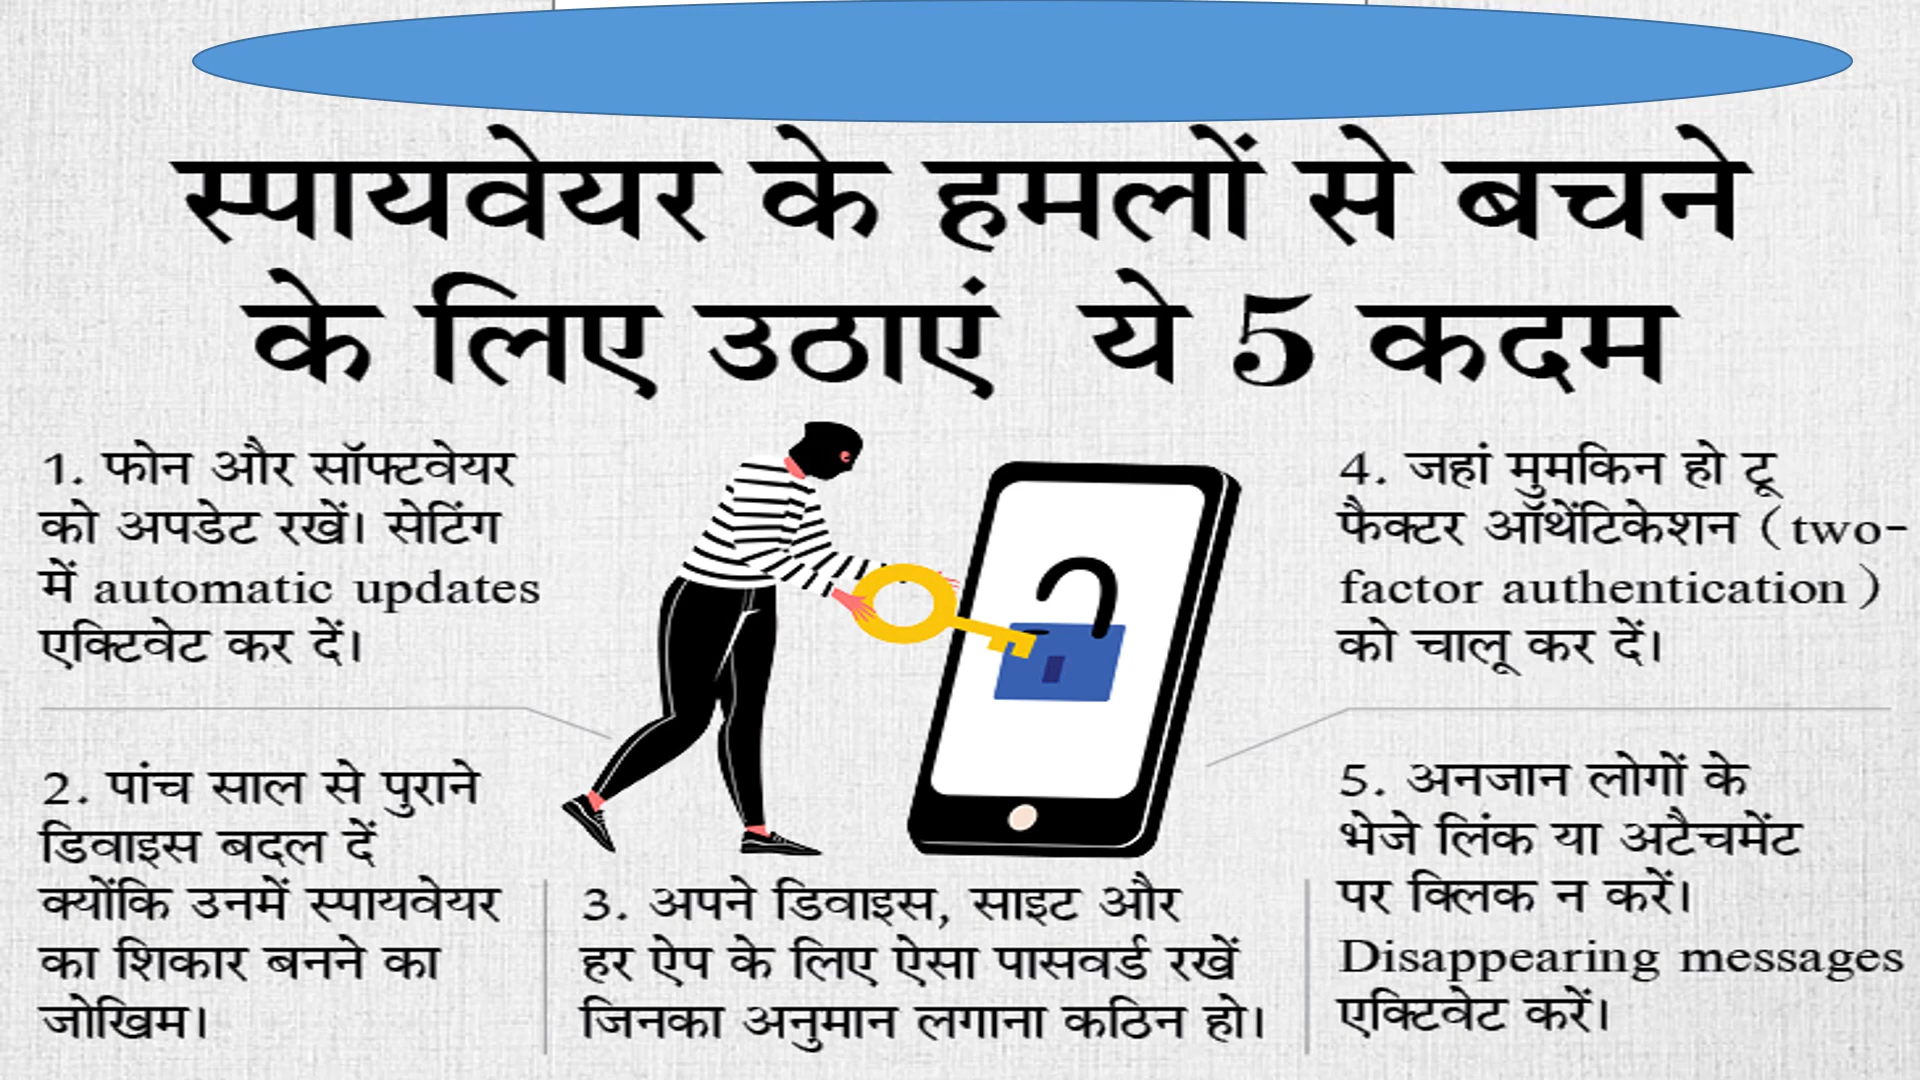 स्पायवेयर के हमलों से बचने
के लिए उठाएं ये 5 कदम
1. फोन और सॉफ्टवेयर
को अपडेट रखें। सेटिंग
में automatic updates
एक्टिवेट कर दें।
2. पांच साल से पुराने
डिवाइस बदल दें
क्योंकि उनमें स्पायवेयर
का शिकार बनने का
जोखिम।
3. अपने डिवाइस, साइट और
हर ऐप के लिए ऐसा पासवर्ड रखें
जिनका अनुमान लगाना कठिन हो।
4. जहां मुमकिन हो टू
फैक्टर ऑथेंटिकेशन (two-
factor authentication)
को चालू कर दें।
5. अनजान लोगों के
भेजे लिंक या अटैचमेंट
पर क्लिक न करें।
Disappearing messages
एक्टिवेट करें।